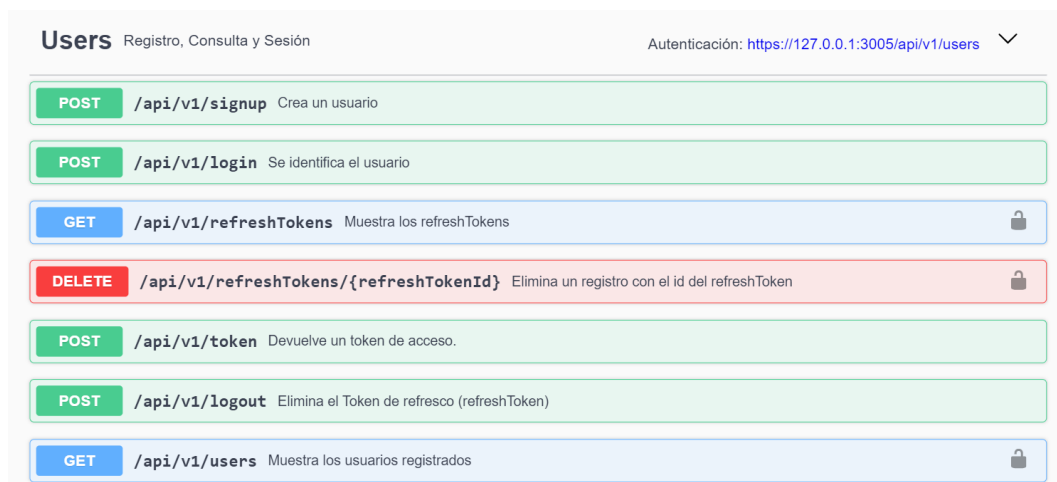 Users Registro, Consulta y Sesión Autenticación: https://127.0.0.1:3005/api/v1/users
POST /api/v1/signup Crea un usuario
POST /api/v1/login Se identifica el usuario
GET /api/v1/refreshTokens Muestra los refreshTokens
DELETE /api/v1/refreshTokens/{refreshTokenId} Elimina un registro con el id del refreshToken
POST /api/v1/token Devuelve un token de acceso.
POST /api/v1/logout Elimina el Token de refresco (refreshToken)
GET /api/v1/users Muestra los usuarios registrados